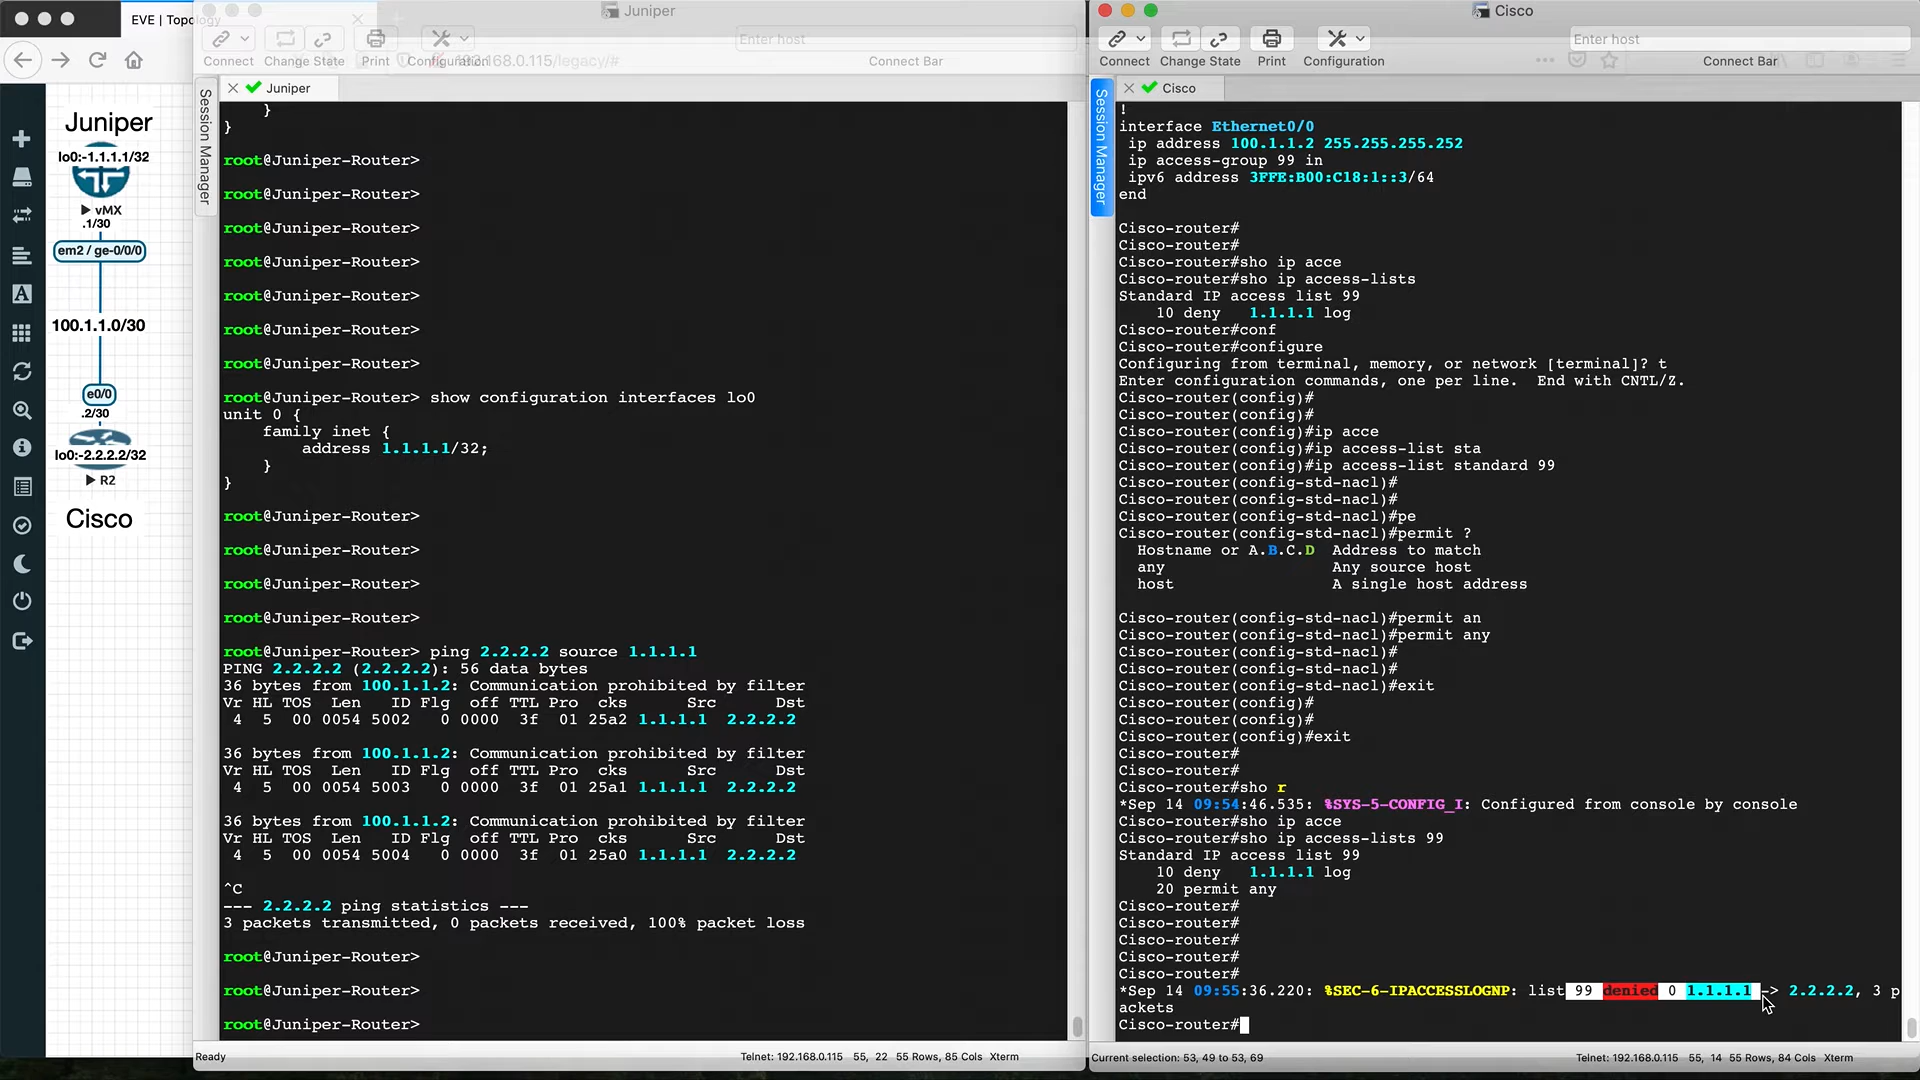 EVE | Topology
Juniper
Cisco
Connect
Change State
Print
Configuration
192.168.0.115/legacy/#
Enter host
Connect Bar
Connect
Change State
Print
Configuration
Enter host
Connect Bar
Juniper
lo0:-1.1.1.1/32
vMX
.1/30
em2 / ge-0/0/0
100.1.1.0/30
e0/0
.2/30
lo0:-2.2.2.2/32
R2
Cisco
Session Manager
Juniper
    }
}
root@Juniper-Router>
root@Juniper-Router>
root@Juniper-Router>
root@Juniper-Router>
root@Juniper-Router>
root@Juniper-Router>
root@Juniper-Router>
root@Juniper-Router> show configuration interfaces lo0
unit 0 {
    family inet {
        address 1.1.1.1/32;
    }
}
root@Juniper-Router>
root@Juniper-Router>
root@Juniper-Router>
root@Juniper-Router>
root@Juniper-Router> ping 2.2.2.2 source 1.1.1.1
PING 2.2.2.2 (2.2.2.2): 56 data bytes
36 bytes from 100.1.1.2: Communication prohibited by filter
Vr HL TOS  Len   ID Flg  off TTL Pro  cks      Src      Dst
 4  5  00 0054 5002   0 0000  3f  01 25a2 1.1.1.1  2.2.2.2
36 bytes from 100.1.1.2: Communication prohibited by filter
Vr HL TOS  Len   ID Flg  off TTL Pro  cks      Src      Dst
 4  5  00 0054 5003   0 0000  3f  01 25a1 1.1.1.1  2.2.2.2
36 bytes from 100.1.1.2: Communication prohibited by filter
Vr HL TOS  Len   ID Flg  off TTL Pro  cks      Src      Dst
 4  5  00 0054 5004   0 0000  3f  01 25a0 1.1.1.1  2.2.2.2
^C
--- 2.2.2.2 ping statistics ---
3 packets transmitted, 0 packets received, 100% packet loss
root@Juniper-Router>
root@Juniper-Router>
root@Juniper-Router>
Ready
Telnet: 192.168.0.115
55, 22
55 Rows, 85 Cols
Xterm
Session Manager
Cisco
!
interface Ethernet0/0
 ip address 100.1.1.2 255.255.255.252
 ip access-group 99 in
 ipv6 address 3FFE:B00:C18:1::3/64
end
Cisco-router#
Cisco-router#
Cisco-router#sho ip acce
Cisco-router#sho ip access-lists
Standard IP access list 99
    10 deny   1.1.1.1 log
Cisco-router#conf
Cisco-router#configure
Configuring from terminal, memory, or network [terminal]? t
Enter configuration commands, one per line.  End with CNTL/Z.
Cisco-router(config)#
Cisco-router(config)#
Cisco-router(config)#ip acce
Cisco-router(config)#ip access-list sta
Cisco-router(config)#ip access-list standard 99
Cisco-router(config-std-nacl)#
Cisco-router(config-std-nacl)#
Cisco-router(config-std-nacl)#pe
Cisco-router(config-std-nacl)#permit ?
  Hostname or A.B.C.D  Address to match
  any                  Any source host
  host                 A single host address
Cisco-router(config-std-nacl)#permit an
Cisco-router(config-std-nacl)#permit any
Cisco-router(config-std-nacl)#
Cisco-router(config-std-nacl)#
Cisco-router(config-std-nacl)#exit
Cisco-router(config)#
Cisco-router(config)#
Cisco-router(config)#exit
Cisco-router#
Cisco-router#
Cisco-router#sho r
*Sep 14 09:54:46.535: %SYS-5-CONFIG_I: Configured from console by console
Cisco-router#sho ip acce
Cisco-router#sho ip access-lists 99
Standard IP access list 99
    10 deny   1.1.1.1 log
    20 permit any
Cisco-router#
Cisco-router#
Cisco-router#
Cisco-router#
Cisco-router#
*Sep 14 09:55:36.220: %SEC-6-IPACCESSLOGNP: list 99 denied 0 1.1.1.1 -> 2.2.2.2, 3 p
ackets
Cisco-router#
Current selection: 53, 49 to 53, 69
Telnet: 192.168.0.115
55, 14
55 Rows, 84 Cols
Xterm